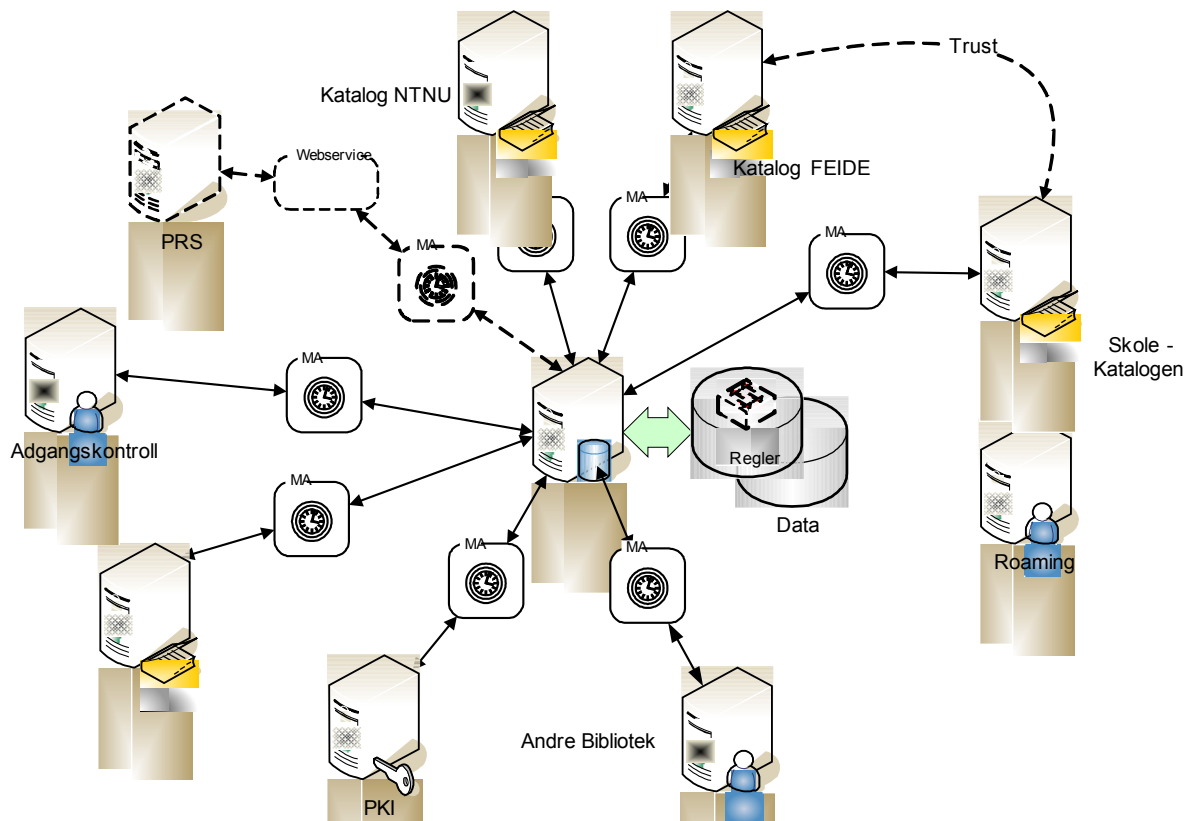 Trust
Katalog NTNU
Webservice
Katalog FEIDE
MA
MA
PRS
MA
MA
Skole -
Katalogen
MA
Adgangskontroll
Regler
MA
Data
Roaming
MA
MA
Andre Bibliotek
PKI